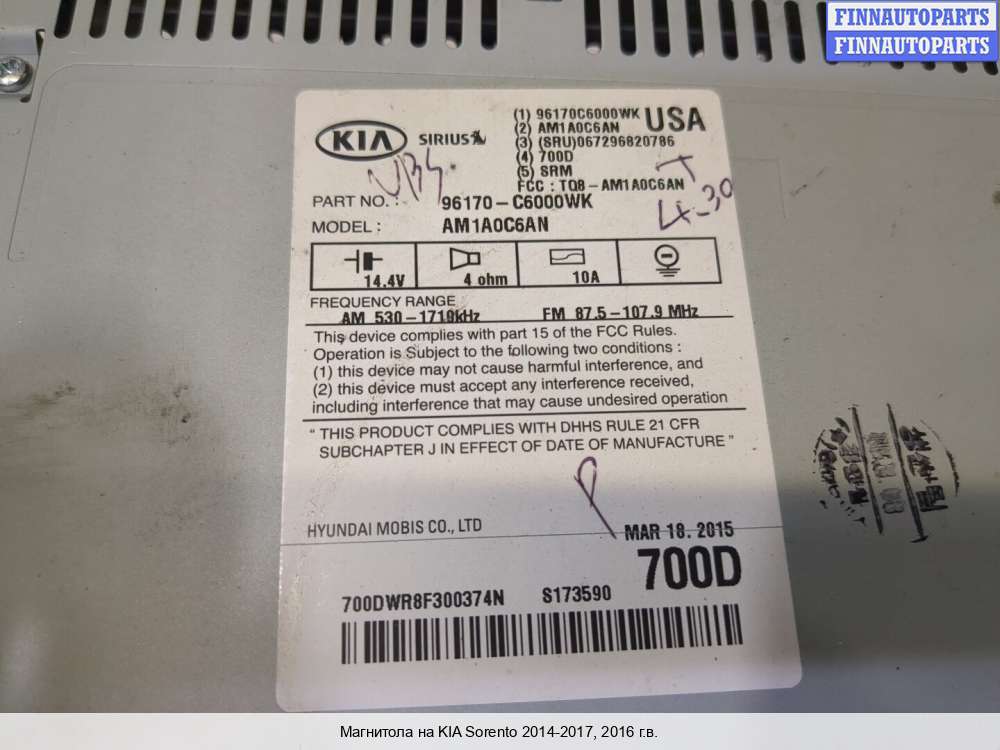 FINNAUTOPARTS
FINNAUTOPARTS
KIA
SIRIUS
(1) 96170C6000WK
USA
(2) AM1A0C6AN
(3) (SRU)067296820786
(4) 700D
(5) SRM
FCC : TQ8-AM1A0C6AN
PART NO. : 96170-C6000WK
MODEL : AM1A0C6AN
14.4V 4 ohm 10A
FREQUENCY RANGE
AM 530-1710kHz FM 87.5-107.9 MHz
This device complies with part 15 of the FCC Rules.
Operation is Subject to the following two conditions :
(1) this device may not cause harmful interference, and
(2) this device must accept any interference received,
including interference that may cause undesired operation
" THIS PRODUCT COMPLIES WITH DHHS RULE 21 CFR
SUBCHAPTER J IN EFFECT OF DATE OF MANUFACTURE "
P
HYUNDAI MOBIS CO., LTD
MAR 18. 2015
700D
700DWR8F300374N S173590
Магнитола на KIA Sorento 2014-2017, 2016 г.в.